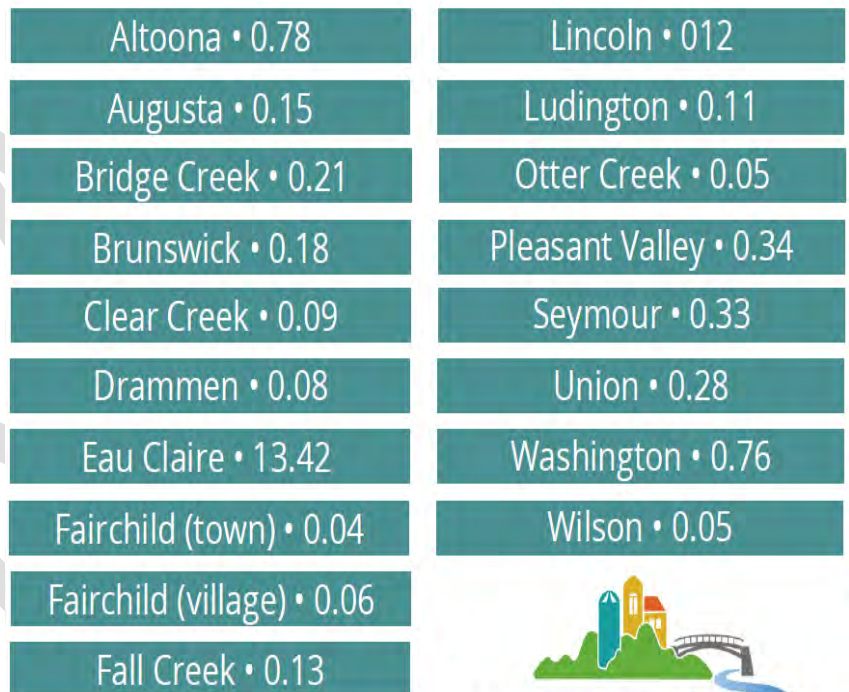 Altoona • 0.78
Augusta • 0.15
Bridge Creek • 0.21
Brunswick • 0.18
Clear Creek • 0.09
Drammen • 0.08
Eau Claire • 13.42
Fairchild (town) • 0.04
Fairchild (village) • 0.06
Fall Creek • 0.13
Lincoln • 012
Ludington • 0.11
Otter Creek • 0.05
Pleasant Valley • 0.34
Seymour • 0.33
Union • 0.28
Washington • 0.76
Wilson • 0.05